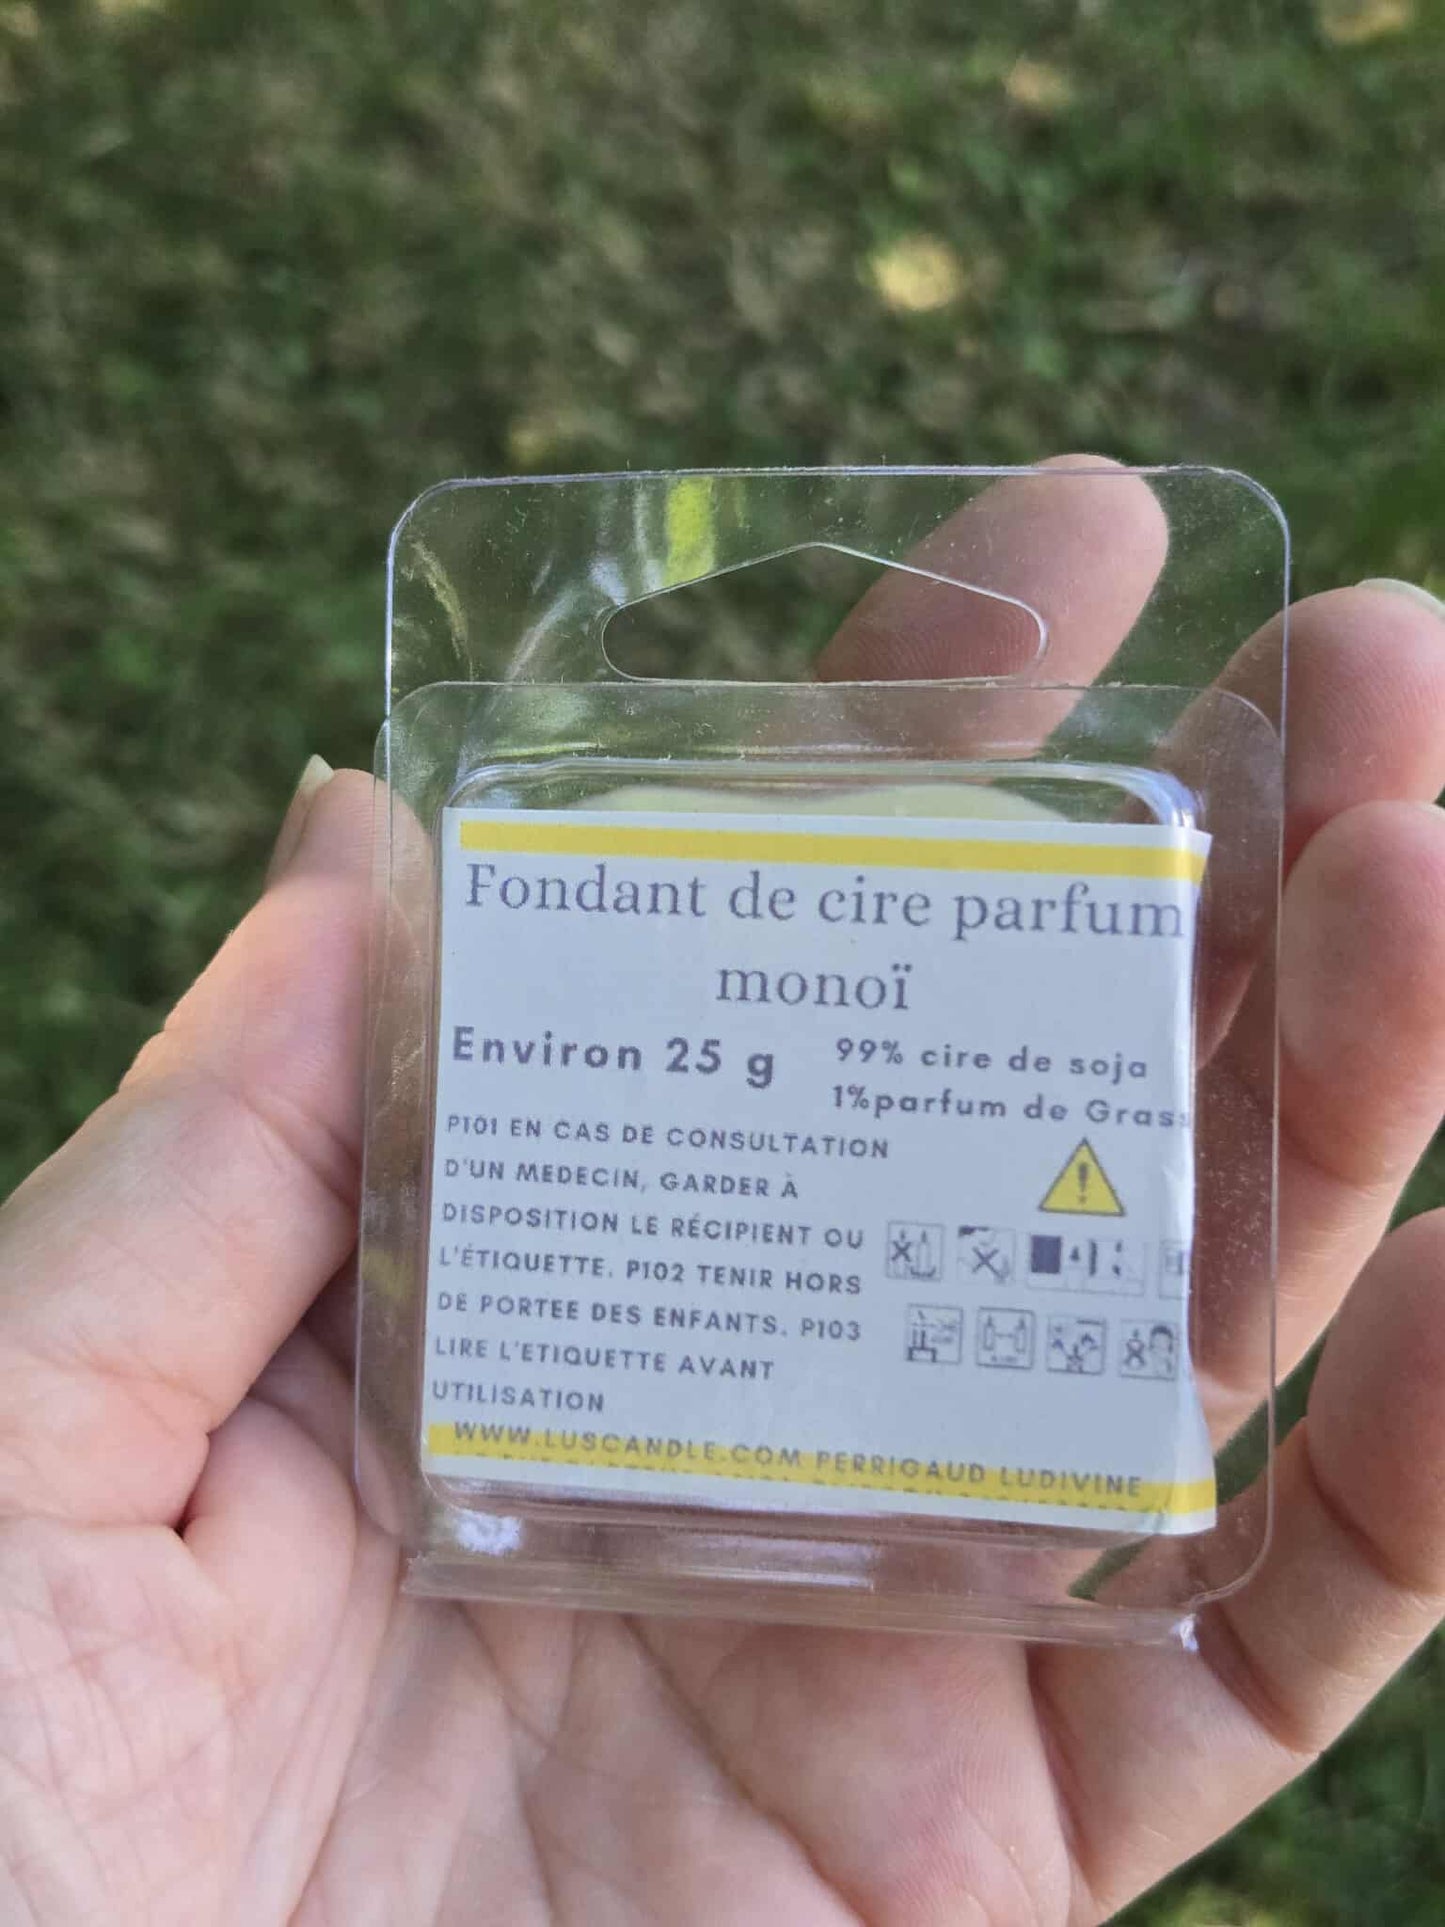 Fondant de cire parfum
monoï
Environ 25 g
99% cire de soja
1%parfum de Grass
P101 EN CAS DE CONSULTATION
D'UN MEDECIN, GARDER À
DISPOSITION LE RÉCIPIENT OU
L'ÉTIQUETTE. P102 TENIR HORS
DE PORTEE DES ENFANTS. P103
LIRE L'ETIQUETTE AVANT
UTILISATION
WWW.LUSCANDLE.COM PERRIGAUD LUDIVINE